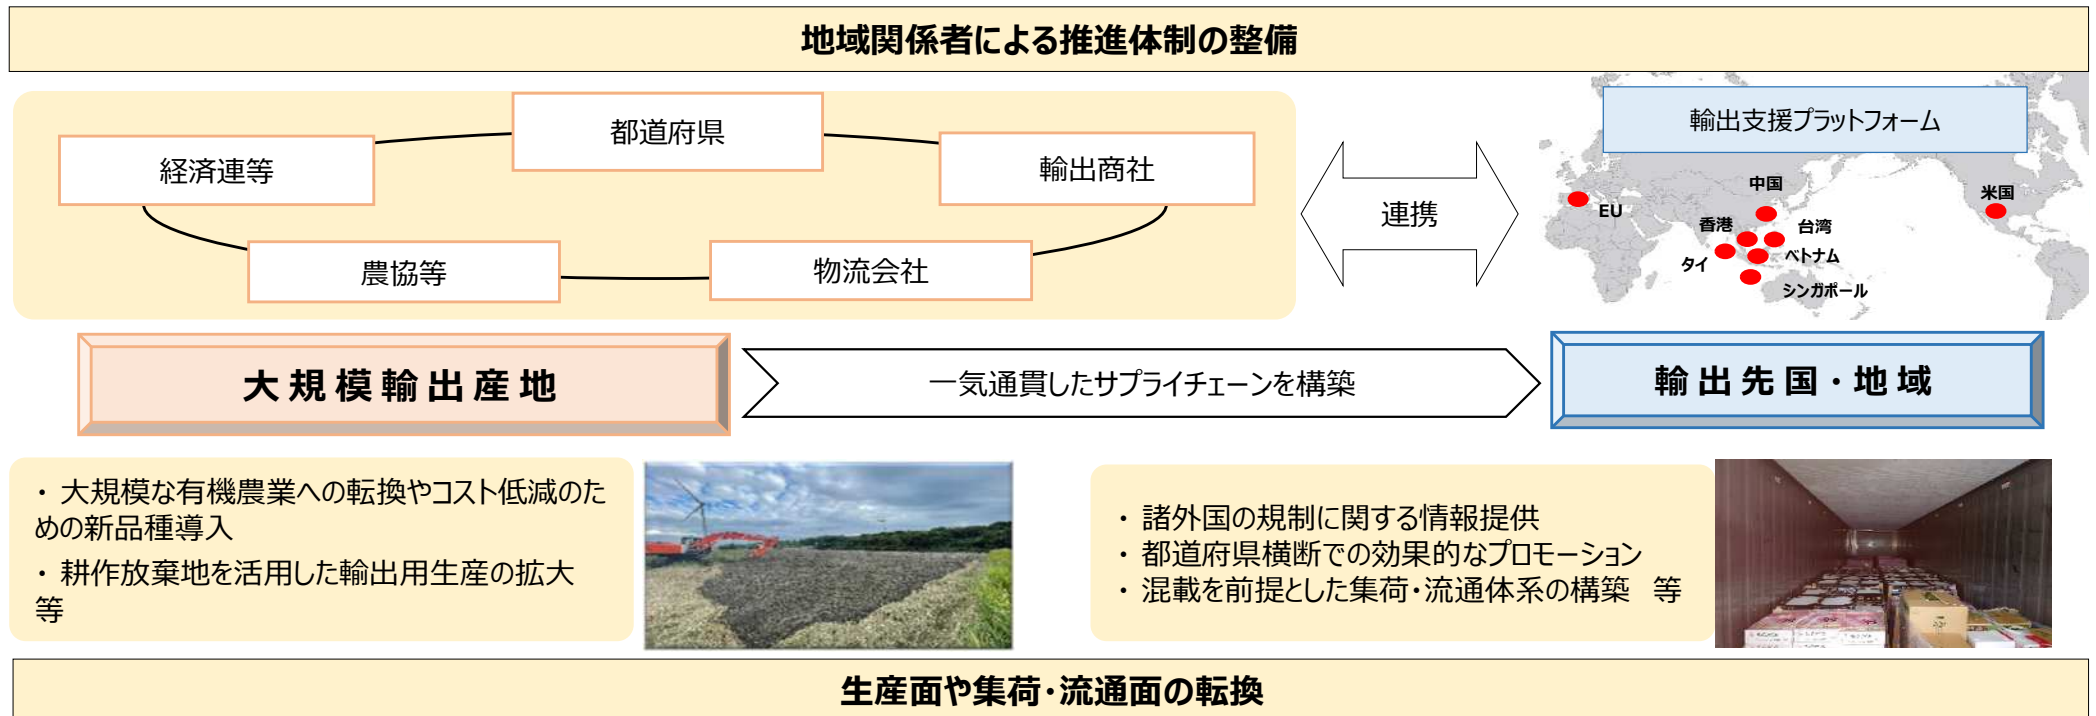 地域関係者による推進体制の整備
都道府県
経済連等
輸出商社
農協等
物流会社
連携
輸出支援プラットフォーム
中国
米国
EU
香港
台湾
タイ
ベトナム
シンガポール
大規模輸出産地
一気通貫したサプライチェーンを構築
輸出先国・地域
・ 大規模な有機農業への転換やコスト低減のた
めの新品種導入
・ 耕作放棄地を活用した輸出用生産の拡大
等
・ 諸外国の規制に関する情報提供
・ 都道府県横断での効果的なプロモーション
・ 混載を前提とした集荷・流通体系の構築 等
生産面や集荷・流通面の転換